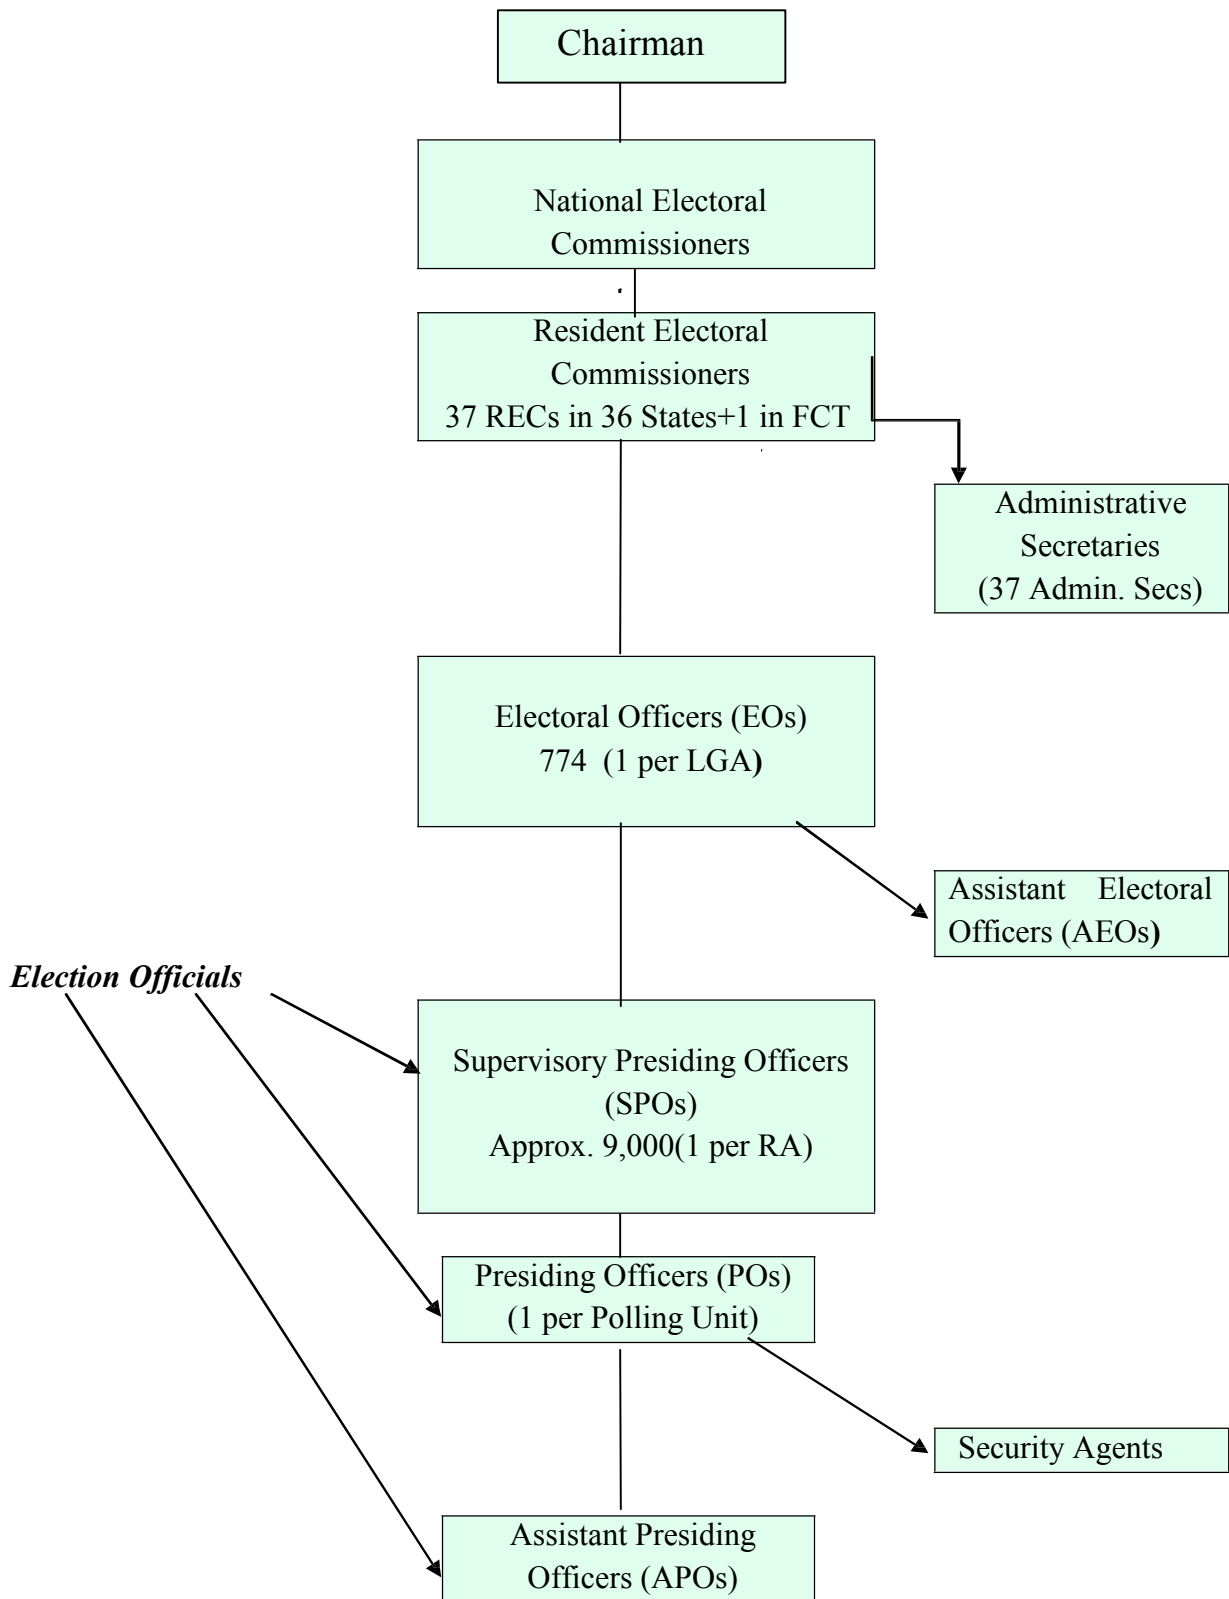 Chairman
National Electoral
Commissioners
Resident Electoral
Commissioners
37 RECs in 36 States+1 in FCT
Administrative
Secretaries
(37 Admin. Secs)
Electoral Officers (EOs)
774 (1 per LGA)
Assistant Electoral
Officers (AEOs)
Election Officials
Supervisory Presiding Officers
(SPOs)
Approx. 9,000(1 per RA)
Presiding Officers (POs)
(1 per Polling Unit)
Security Agents
Assistant Presiding
Officers (APOs)